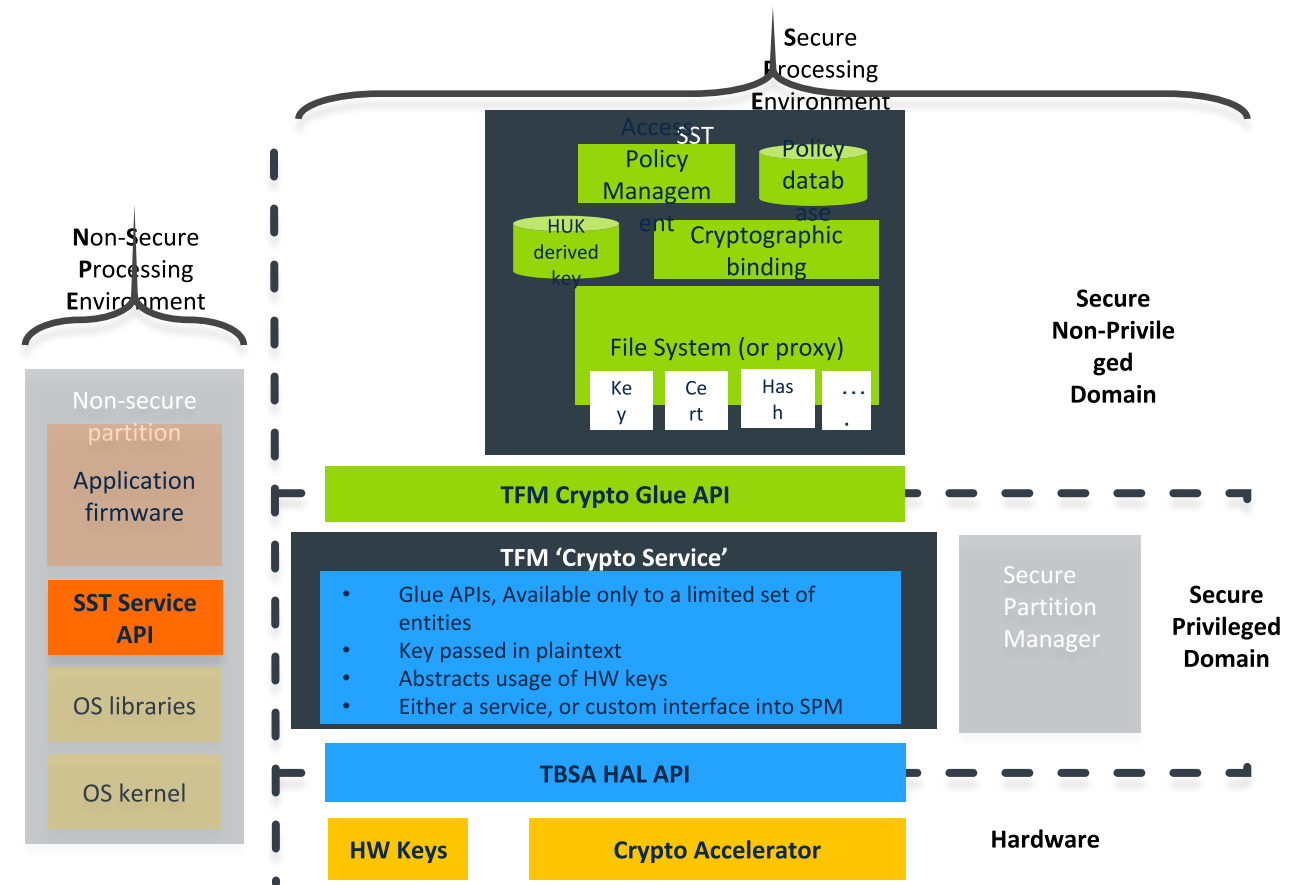 Secure
Processing
Environment
SST
Access
Policy
Managem
ent
Policy
datab
ase
HUK
derived
key
Cryptographic
binding
File System (or proxy)
Ke
y
Ce
rt
Has
h
...
.
Non-Secure
Processing
Environment
Non-secure
partition
Application
firmware
SST Service
API
OS libraries
OS kernel
Secure
Non-Privile
ged
Domain
TFM Crypto Glue API
TFM ‘Crypto Service’
• Glue APIs, Available only to a limited set of
entities
• Key passed in plaintext
• Abstracts usage of HW keys
• Either a service, or custom interface into SPM
Secure
Partition
Manager
Secure
Privileged
Domain
TBSA HAL API
HW Keys
Crypto Accelerator
Hardware